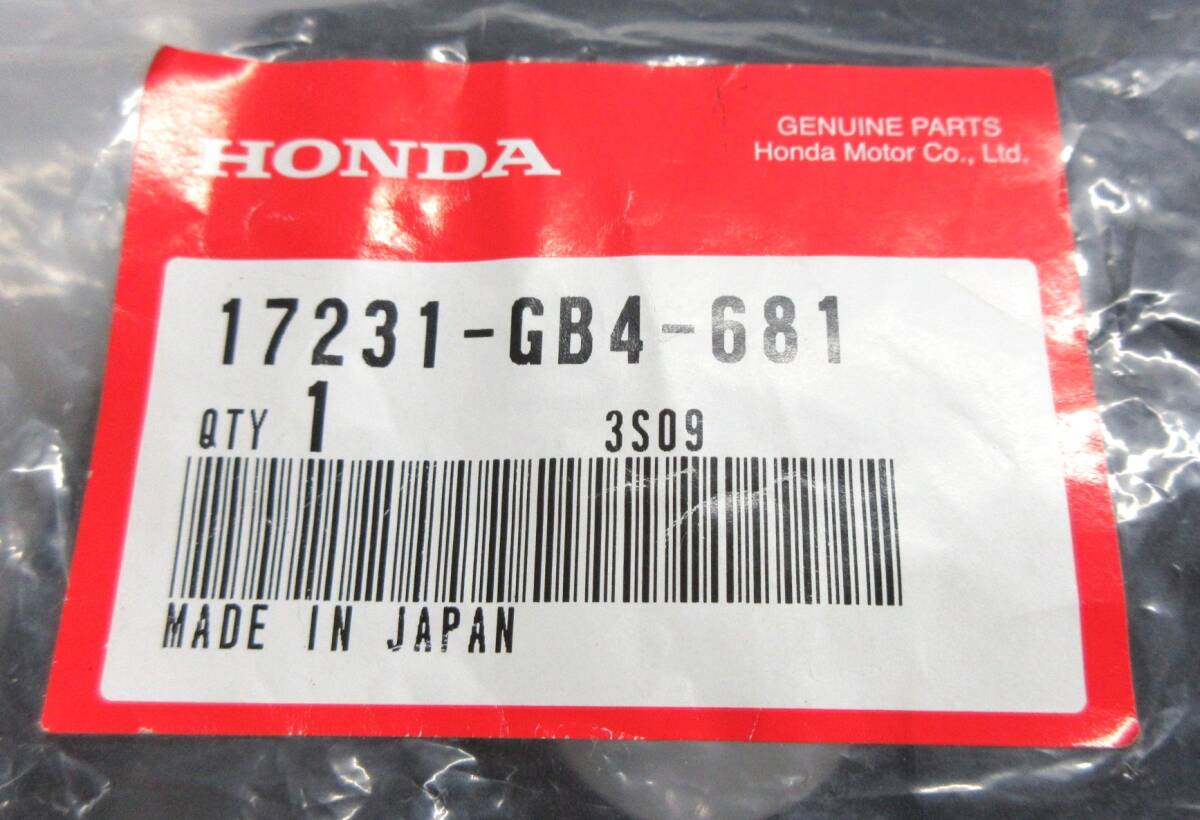 HONDA
GENUINE PARTS
Honda Motor Co., Ltd.
17231-GB4-681
QTY 1 3S09
MADE IN JAPAN